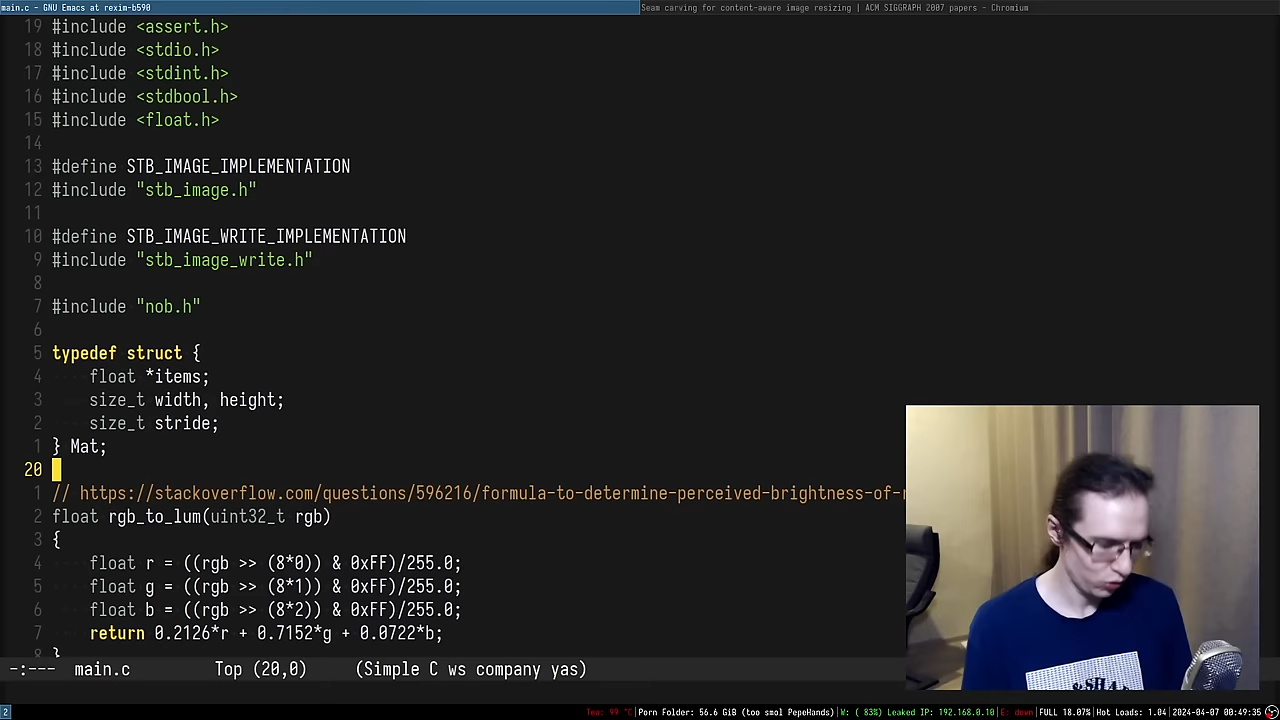 main.c - GNU Emacs at rexim-b590
Seam carving for content-aware image resizing | ACM SIGGRAPH 2007 papers - Chromium
19 #include <assert.h>
18 #include <stdio.h>
17 #include <stdint.h>
16 #include <stdbool.h>
15 #include <float.h>
14
13 #define STB_IMAGE_IMPLEMENTATION
12 #include "stb_image.h"
11
10 #define STB_IMAGE_WRITE_IMPLEMENTATION
9 #include "stb_image_write.h"
8
7 #include "nob.h"
6
5 typedef struct {
4 float *items;
3 size_t width, height;
2 size_t stride;
1 } Mat;
20
1 // https://stackoverflow.com/questions/596216/formula-to-determine-perceived-brightness-of-r
2 float rgb_to_lum(uint32_t rgb)
3 {
4 float r = ((rgb >> (8*0)) & 0xFF)/255.0;
5 float g = ((rgb >> (8*1)) & 0xFF)/255.0;
6 float b = ((rgb >> (8*2)) & 0xFF)/255.0;
7 return 0.2126*r + 0.7152*g + 0.0722*b;
8 }
-:--- main.c Top (20,0) (Simple C ws company yas)
2
Tea: 99 °C|Porn Folder: 56.6 GiB (too smol PepeHands)|W: ( 83%) Leaked IP: 192.168.0.10|E: down|FULL 18.07%|Hot Loads: 1.04|2024-04-07 00:49:35